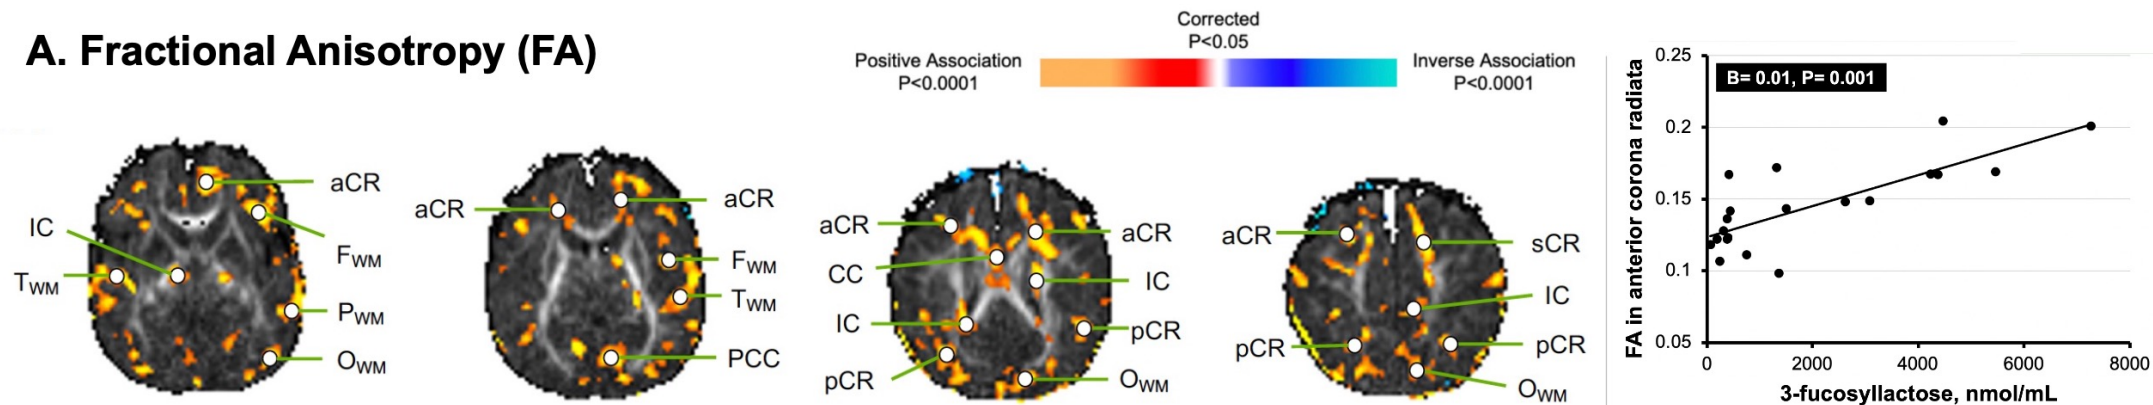 A. Fractional Anisotropy (FA)
Corrected
P<0.05
Positive Association
P<0.0001
Inverse Association
P<0.0001
aCR
IC
FWM
TWM
PWM
OWM
aCR
aCR
FWM
TWM
PCC
aCR
aCR
CC
IC
IC
pCR
pCR
OWM
aCR
sCR
IC
pCR
pCR
OWM
FA in anterior corona radiata
B= 0.01, P= 0.001
0.25
0.2
0.15
0.1
0.05
0 2000 4000 6000 8000
3-fucosyllactose, nmol/mL